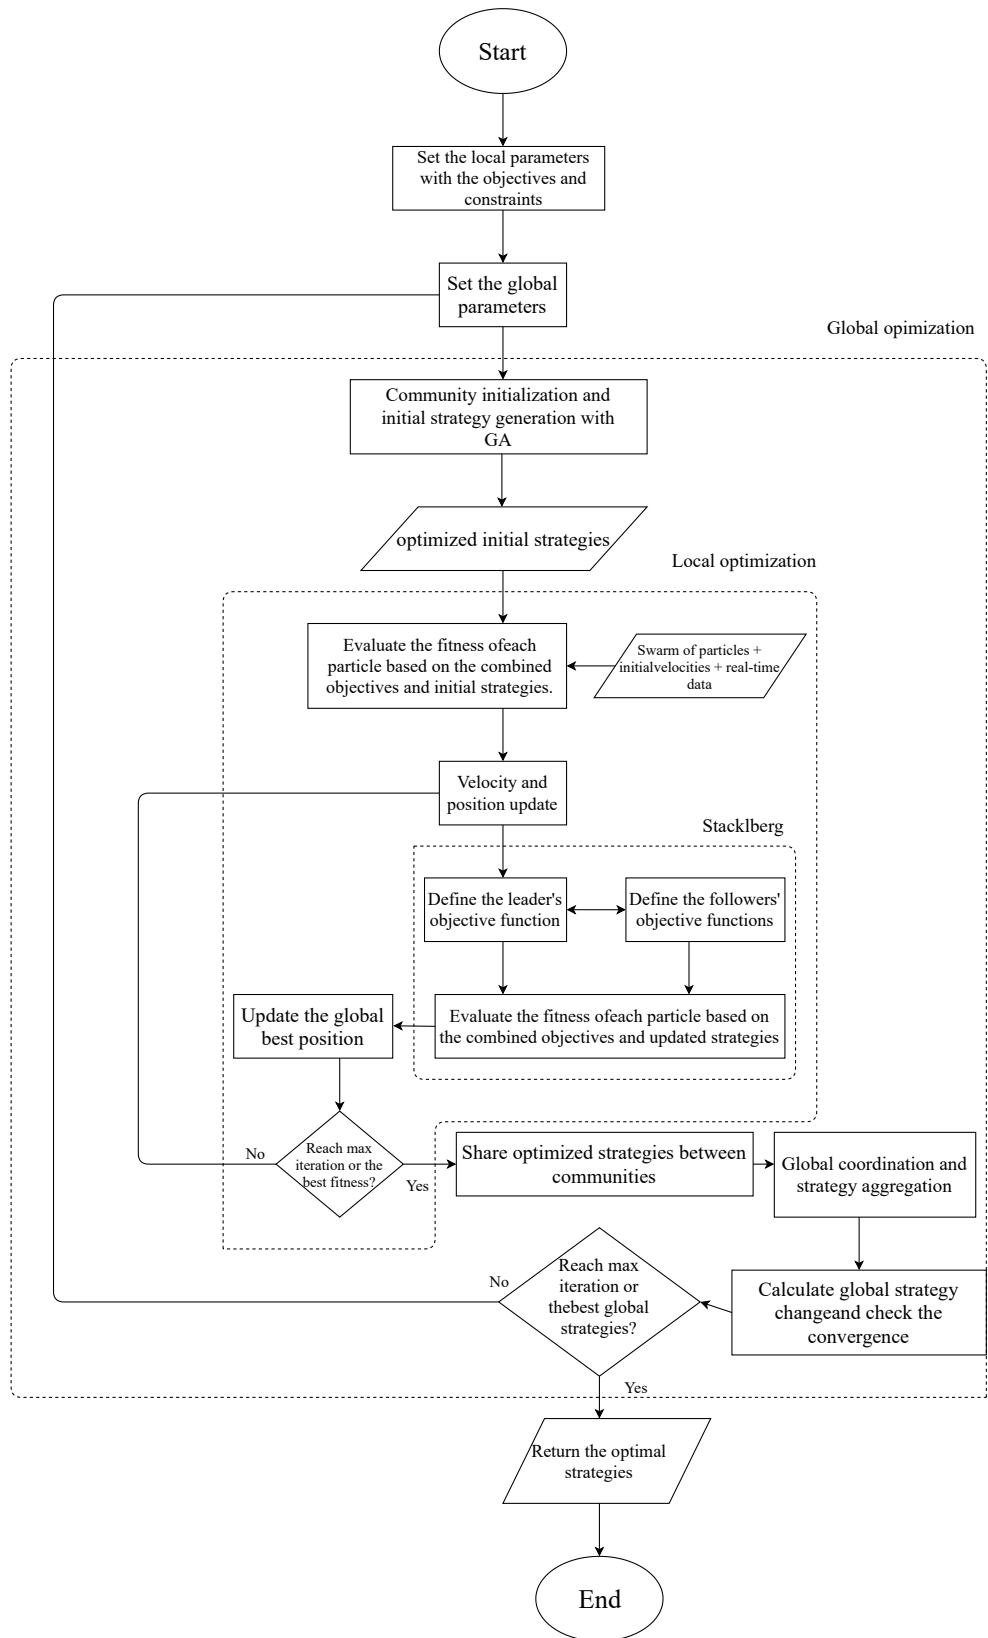 Start
Set the local parameters
with the objectives and
constraints
Set the global
parameters
Global opimization
Community initialization and
initial strategy generation with
GA
optimized initial strategies
Local optimization
Evaluate the fitness ofeach
particle based on the combined
objectives and initial strategies.
Swarm of particles +
initialvelocities + real-time
data
Velocity and
position update
Stacklberg
Define the leader's
objective function
Define the followers'
objective functions
Update the global
best position
Evaluate the fitness ofeach particle based on
the combined objectives and updated strategies
No
Reach max
iteration or the
best fitness?
Yes
Share optimized strategies between
communities
Global coordination and
strategy aggregation
No
Reach max
iteration or
thebest global
strategies?
Calculate global strategy
changeand check the
convergence
Yes
Return the optimal
strategies
End